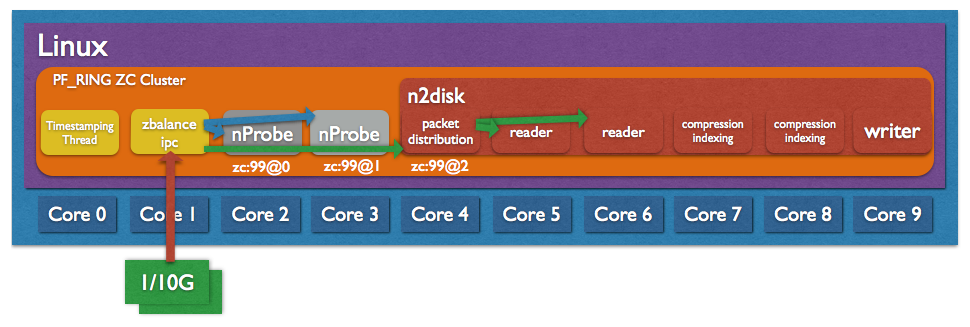 Linux
PF_RING ZC Cluster
n2disk
Timestamping
Thread
zbalance
ipc
nProbe
nProbe
packet
distribution
reader
reader
compression
indexing
compression
indexing
writer
zc:99@0
zc:99@1
zc:99@2
Core 0
Core 1
Core 2
Core 3
Core 4
Core 5
Core 6
Core 7
Core 8
Core 9
1/10G